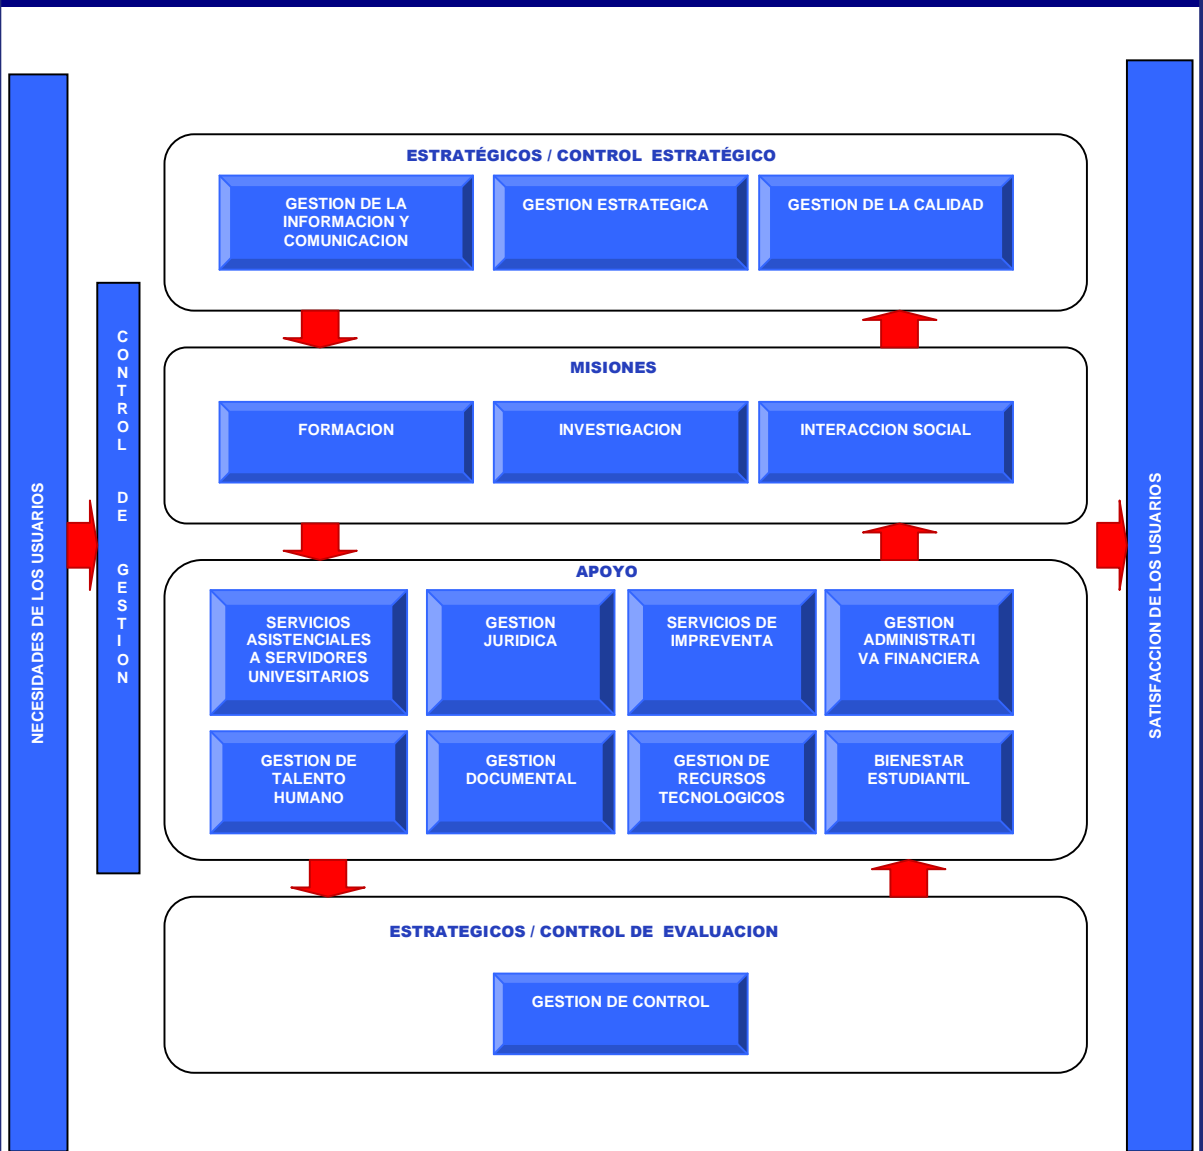 NECESIDADES DE LOS USUARIOS
CONTROL DE GESTION
ESTRATÉGICOS / CONTROL ESTRATÉGICO
GESTION DE LA
INFORMACION Y
COMUNICACION
GESTION ESTRATEGICA
GESTION DE LA CALIDAD
MISIONES
FORMACION
INVESTIGACION
INTERACCION SOCIAL
APOYO
SERVICIOS
ASISTENCIALES
A SERVIDORES
UNIVESITARIOS
GESTION
JURIDICA
SERVICIOS DE
IMPREVENTA
GESTION
ADMINISTRATI
VA FINANCIERA
GESTION DE
TALENTO
HUMANO
GESTION
DOCUMENTAL
GESTION DE
RECURSOS
TECNOLOGICOS
BIENESTAR
ESTUDIANTIL
ESTRATEGICOS / CONTROL DE EVALUACION
GESTION DE CONTROL
SATISFACCION DE LOS USUARIOS